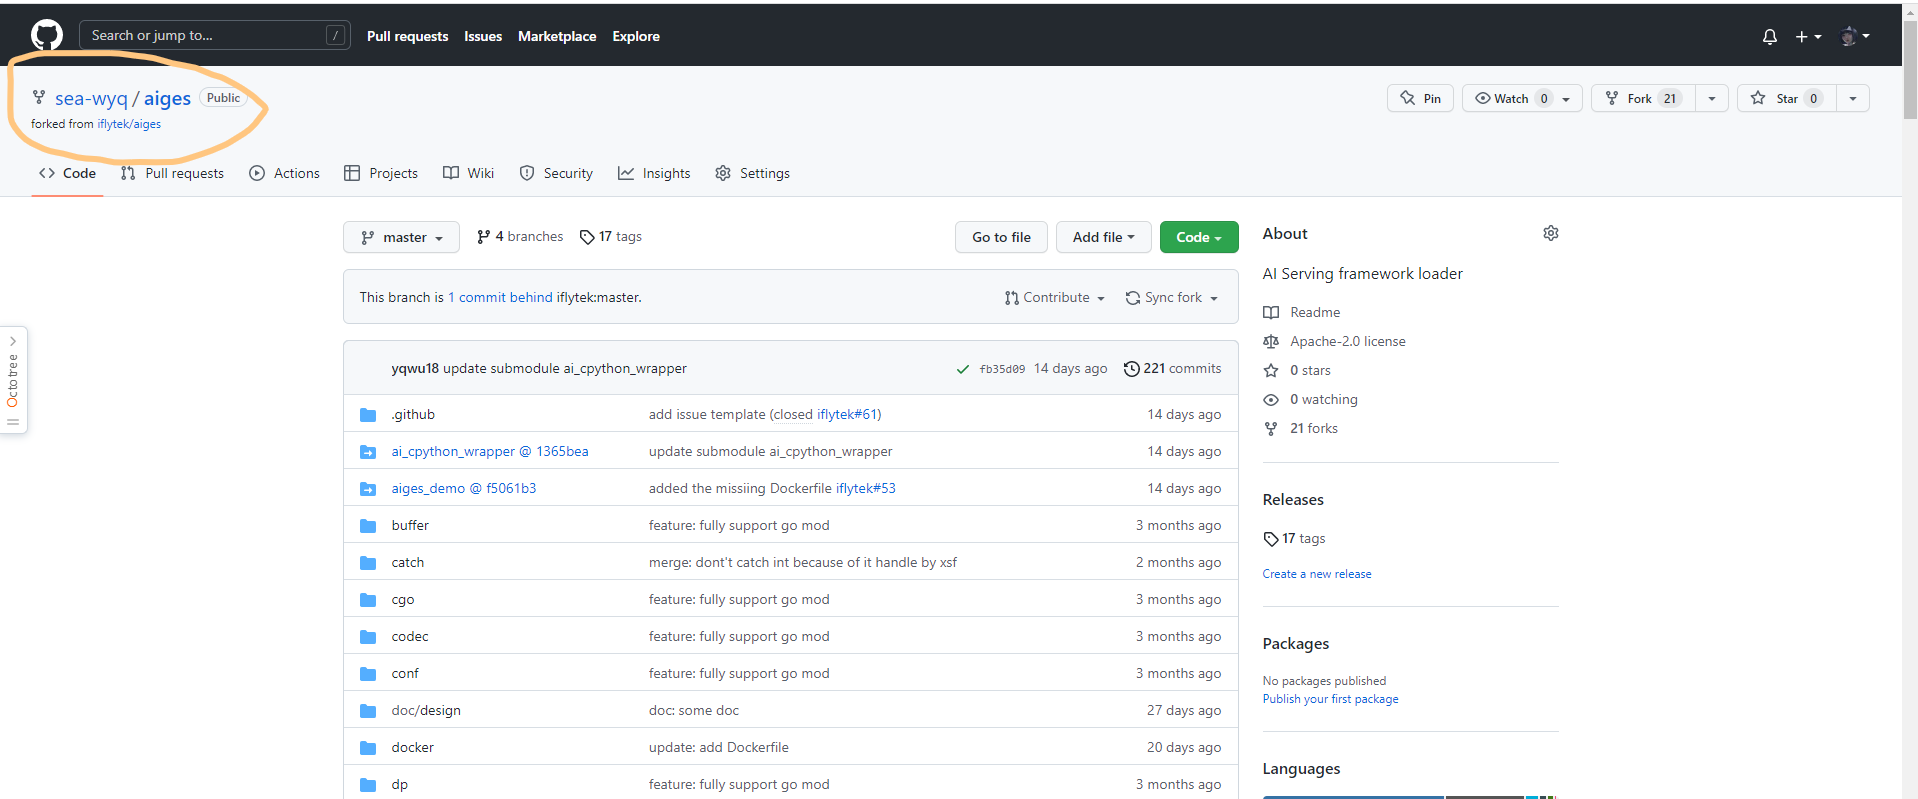 Search or jump to... /
Pull requests Issues Marketplace Explore
sea-wyq / aiges Public
forked from iflytek/aiges
Pin Watch 0 Fork 21 Star 0
Code Pull requests Actions Projects Wiki Security Insights Settings
master 4 branches 17 tags Go to file Add file Code
This branch is 1 commit behind iflytek:master. Contribute Sync fork
yqwu18 update submodule ai_cpython_wrapper fb35d09 14 days ago 221 commits
.github add issue template (closed iflytek#61) 14 days ago
ai_cpython_wrapper @ 1365bea update submodule ai_cpython_wrapper 14 days ago
aiges_demo @ f5061b3 added the missiing Dockerfile iflytek#53 14 days ago
buffer feature: fully support go mod 3 months ago
catch merge: dont't catch int because of it handle by xsf 2 months ago
cgo feature: fully support go mod 3 months ago
codec feature: fully support go mod 3 months ago
conf feature: fully support go mod 3 months ago
doc/design doc: some doc 27 days ago
docker update: add Dockerfile 20 days ago
dp feature: fully support go mod 3 months ago
About
AI Serving framework loader
Readme
Apache-2.0 license
0 stars
0 watching
21 forks
Releases
17 tags
Create a new release
Packages
No packages published
Publish your first package
Languages
Octotree